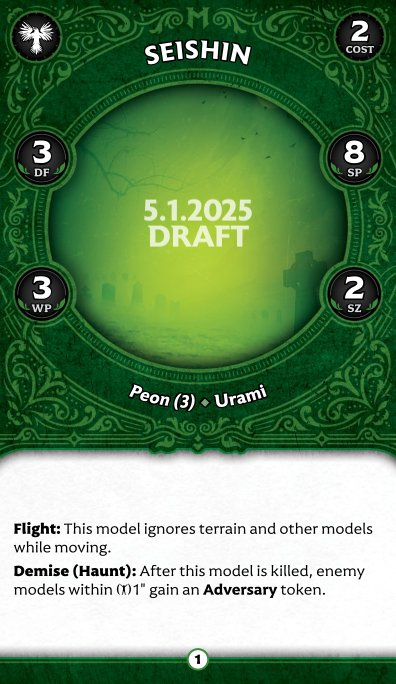 SEISHIN
2
COST
3
DF
8
SP
5.1.2025
DRAFT
3
WP
2
SZ
Peon (3) ◆ Urami
Flight: This model ignores terrain and other models
while moving.
Demise (Haunt): After this model is killed, enemy
models within 1" gain an Adversary token.
1